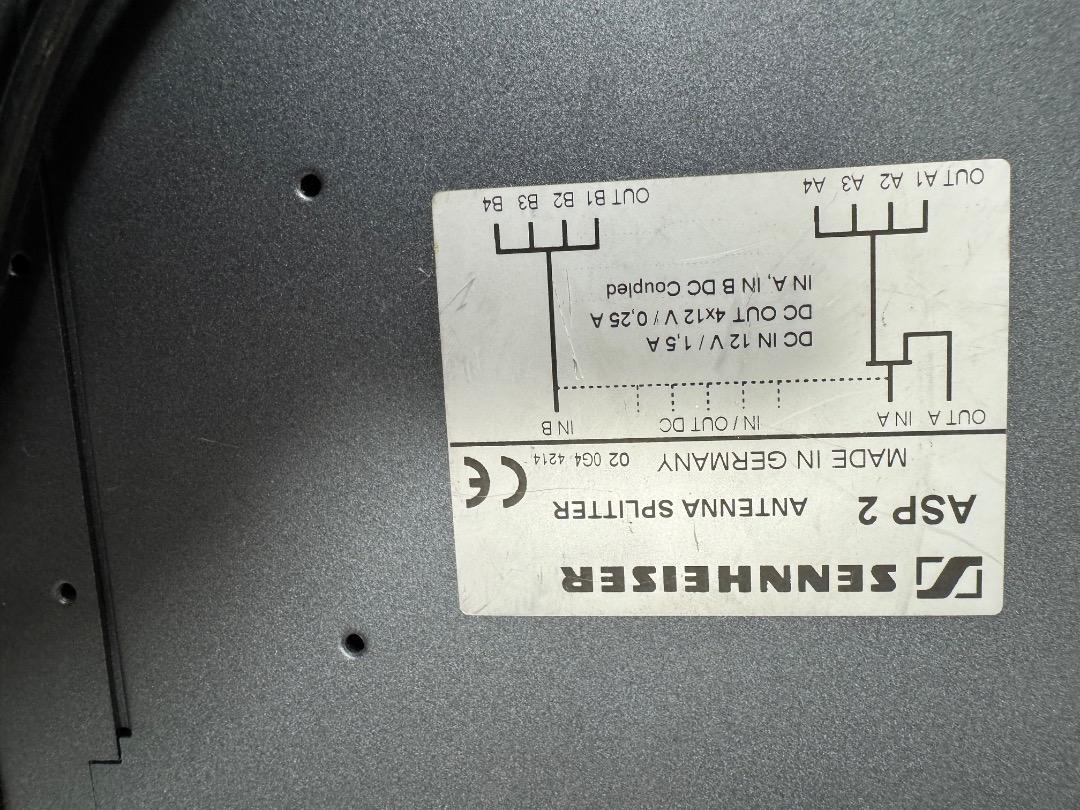 SENNHEISER
ASP 2 ANTENNA SPLITTER
MADE IN GERMANY 02 0G4 4214 CE
OUT A IN A IN / OUT DC IN B
DC IN 12 V / 1,5 A
DC OUT 4x12 V / 0,25 A
IN A, IN B DC Coupled
OUT A1 A2 A3 A4 OUT B1 B2 B3 B4